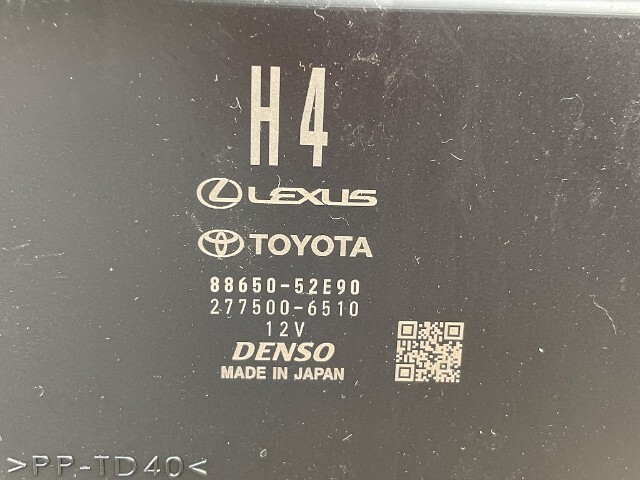 H4
LEXUS
TOYOTA
88650-52E90
277500-6510
12V
DENSO
MADE IN JAPAN
>PP-TD40<